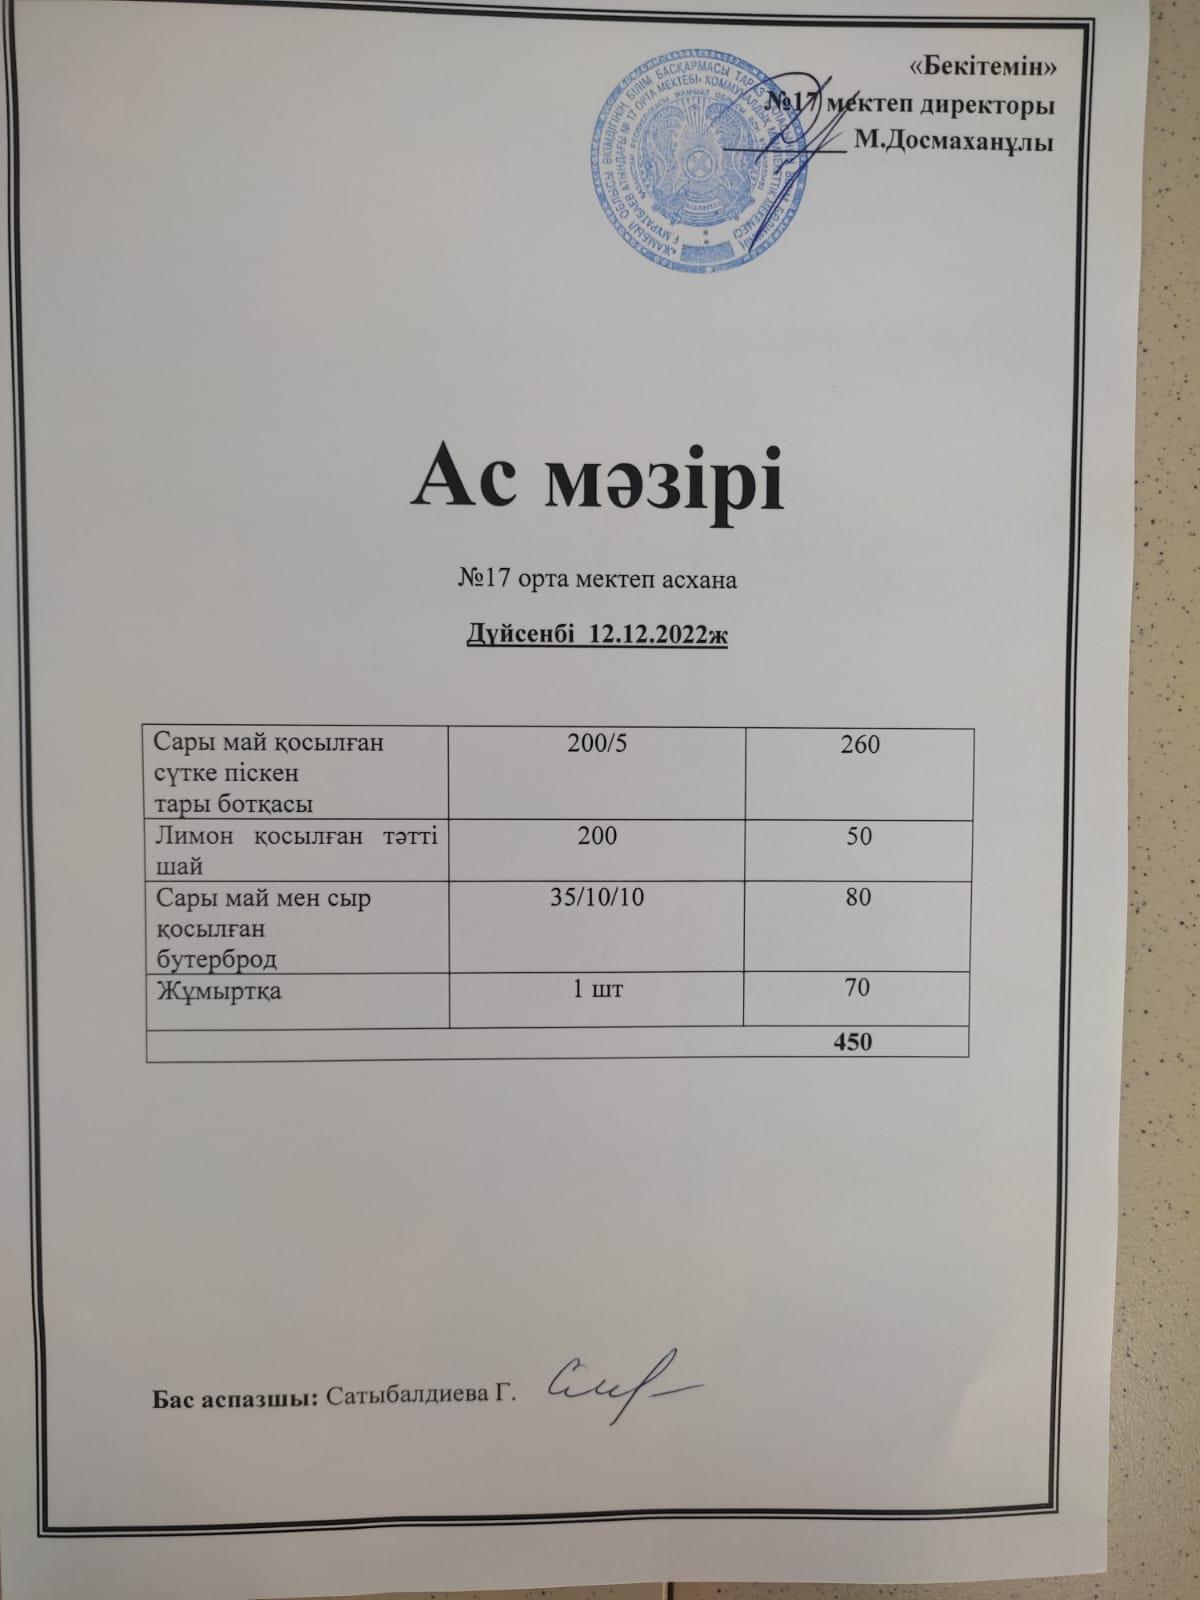 «Бекітемін»
№17 мектеп директоры
__________ М.Досмаханұлы
Ас мәзірі
№17 орта мектеп асхана
Дүйсенбі 12.12.2022ж
Сары май қосылған 200/5 260
сүтке піскен
тары ботқасы
Лимон қосылған тәтті 200 50
шай
Сары май мен сыр 35/10/10 80
қосылған
бутерброд
Жұмыртқа 1 шт 70
450
Бас аспазшы: Сатыбалдиева Г.